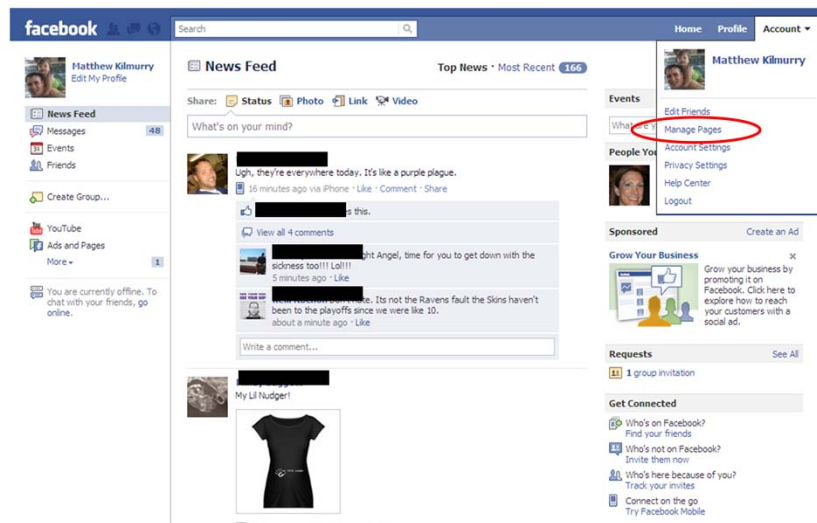 facebook
Search
Home Profile Account
Matthew Kilmurry
Edit My Profile
News Feed
Messages 48
Events
Friends
Create Group...
YouTube
Ads and Pages
More 1
You are currently offline. To
chat with your friends, go
online.
News Feed
Top News · Most Recent 166
Share: Status Photo Link Video
What's on your mind?
Ugh, they're everywhere today. It's like a purple plague.
16 minutes ago via iPhone · Like · Comment · Share
s this.
View all 4 comments
ght Angel, time for you to get down with the
sickness too!!! Lol!!!
5 minutes ago · Like
Its not the Ravens fault the Skins haven't
been to the playoffs since we were like 10.
about a minute ago · Like
Write a comment...
My Lil Nudger!
Matthew Kilmurry
Edit Friends
Manage Pages
Account Settings
Privacy Settings
Help Center
Logout
Events
What are y
People You
Sponsored Create an Ad
Grow Your Business x
Grow your business by
promoting it on
Facebook. Click here to
explore how to reach
your customers with a
social ad.
Requests See All
1 group invitation
Get Connected
Who's on Facebook?
Find your friends
Who's not on Facebook?
Invite them now
Who's here because of you?
Track your invites
Connect on the go
Try Facebook Mobile